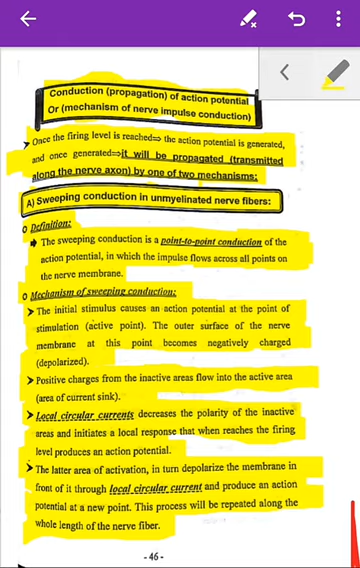 Conduction (propagation) of action potential
Or (mechanism of nerve impulse conduction)
➤ Once the firing level is reached⇒ the action potential is generated,
and once generated⇒it will be propagated (transmitted
along the nerve axon) by one of two mechanisms:
A) Sweeping conduction in unmyelinated nerve fibers:
o Definition:
➡ The sweeping conduction is a point-to-point conduction of the
action potential, in which the impulse flows across all points on
the nerve membrane.
o Mechanism of sweeping conduction:
➤ The initial stimulus causes an action potential at the point of
stimulation (active point). The outer surface of the nerve
membrane at this point becomes negatively charged
(depolarized).
➤ Positive charges from the inactive areas flow into the active area
(area of current sink).
➤ Local circular currents decreases the polarity of the inactive
areas and initiates a local response that when reaches the firing
level produces an action potential.
➤ The latter area of activation, in turn depolarize the membrane in
front of it through local circular current and produce an action
potential at a new point. This process will be repeated along the
whole length of the nerve fiber.
- 46 -